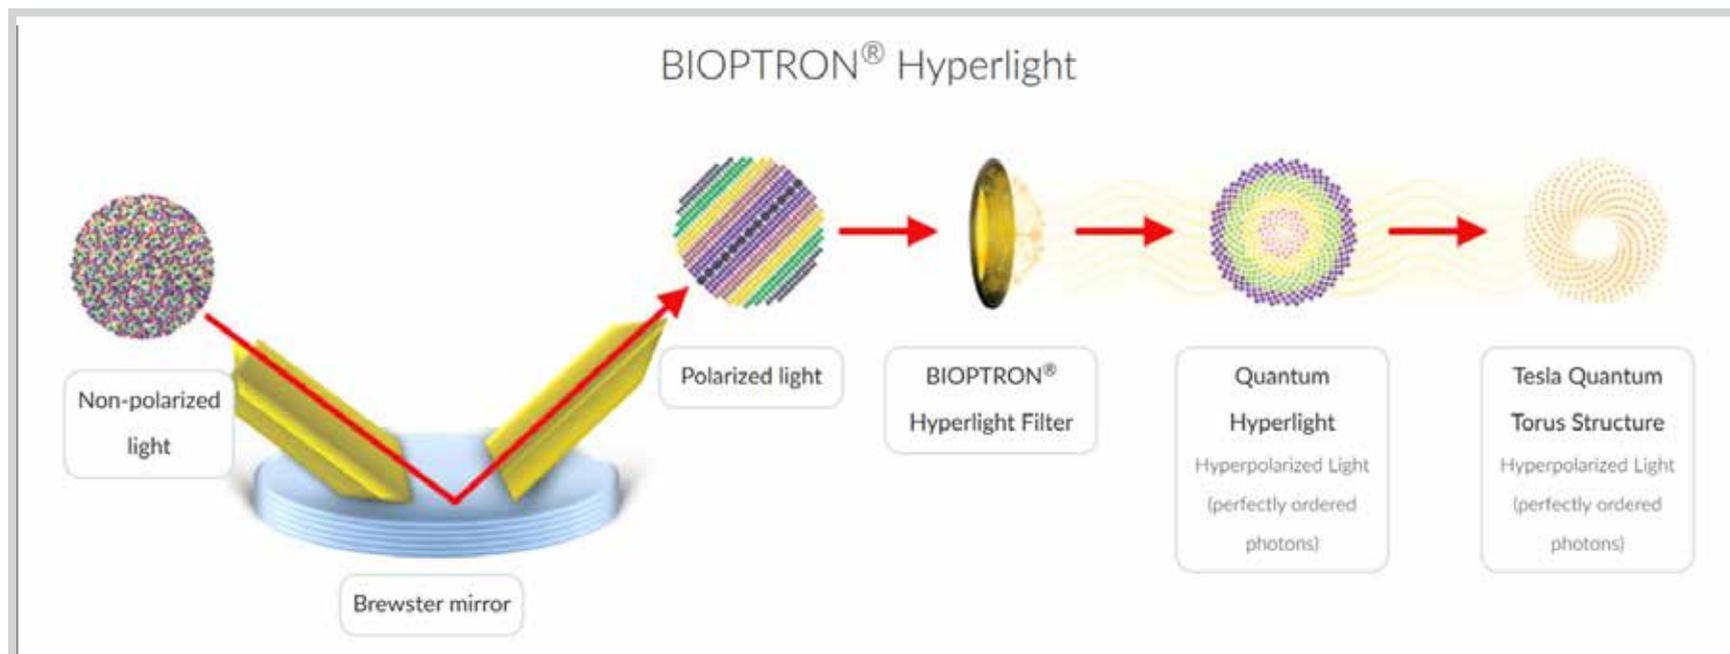 BIOPTRON® Hyperlight
Non-polarized
light
Brewster mirror
Polarized light
BIOPTRON®
Hyperlight Filter
Quantum
Hyperlight
Hyperpolarized Light
(perfectly ordered
photons)
Tesla Quantum
Torus Structure
Hyperpolarized Light
(perfectly ordered
photons)